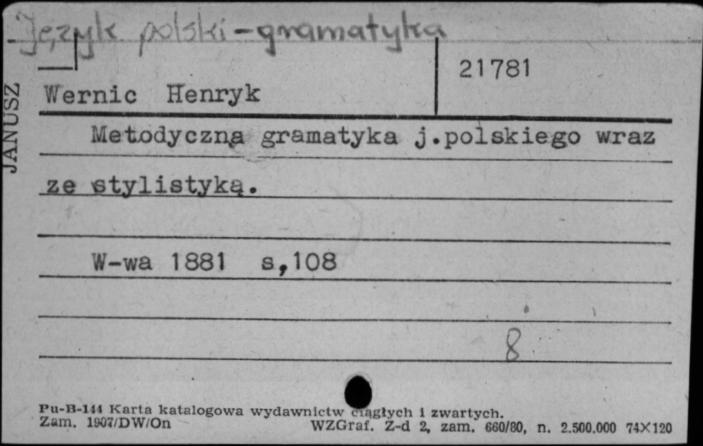 Język polski - gramatyka
21781
Wernic Henryk
JANUSZ
Metodyczna gramatyka j.polskiego wraz
ze stylistyką.
W-wa 1881 s,108
8
Pu-B-144 Karta katalogowa wydawnictw ciągłych i zwartych.
Zam. 1907/DW/On WZGraf. Z-d 2, zam. 660/80, n. 2.500.000 74X120